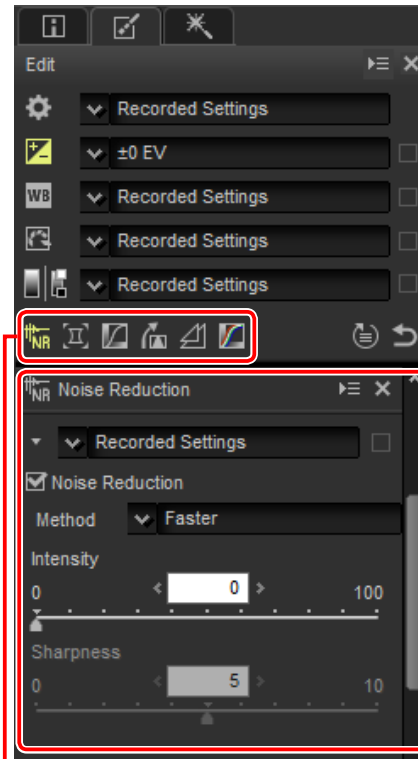 Edit
Recorded Settings
±0 EV
WB Recorded Settings
Recorded Settings
Recorded Settings
NR
NR Noise Reduction
Recorded Settings
Noise Reduction
Method Faster
Intensity
0 0 100
Sharpness
0 5 10